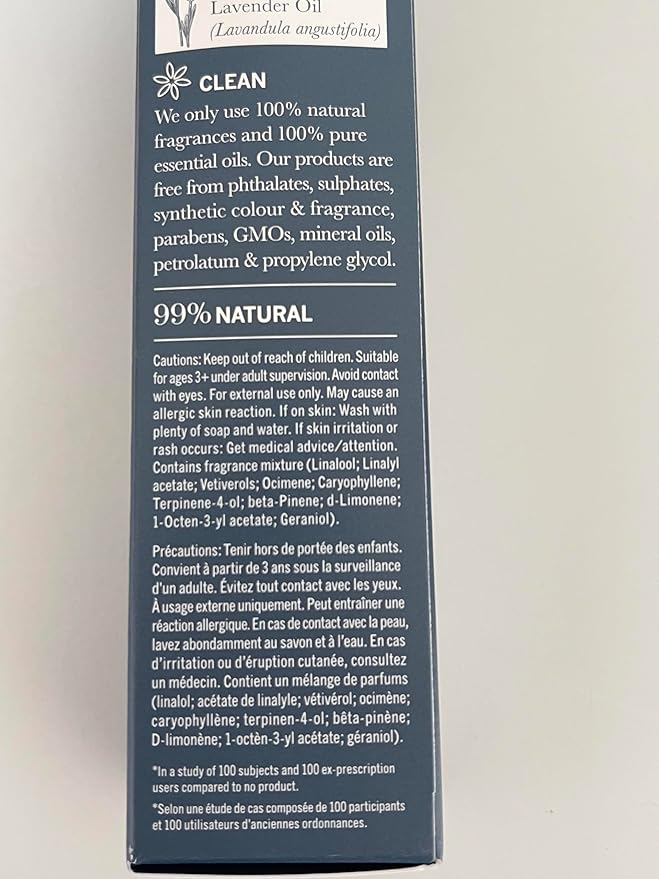 Lavender Oil
(Lavandula angustifolia)
CLEAN
We only use 100% natural
fragrances and 100% pure
essential oils. Our products are
free from phthalates, sulphates,
synthetic colour & fragrance,
parabens, GMOs, mineral oils,
petrolatum & propylene glycol.
99% NATURAL
Cautions: Keep out of reach of children. Suitable
for ages 3+ under adult supervision. Avoid contact
with eyes. For external use only. May cause an
allergic skin reaction. If on skin: Wash with
plenty of soap and water. If skin irritation or
rash occurs: Get medical advice/attention.
Contains fragrance mixture (Linalool; Linalyl
acetate; Vetiverols; Ocimene; Caryophyllene;
Terpinene-4-ol; beta-Pinene; d-Limonene;
1-Octen-3-yl acetate; Geraniol).
Précautions: Tenir hors de portée des enfants.
Convient à partir de 3 ans sous la surveillance
d'un adulte. Évitez tout contact avec les yeux.
À usage externe uniquement. Peut entraîner une
réaction allergique. En cas de contact avec la peau,
lavez abondamment au savon et à l'eau. En cas
d'irritation ou d'éruption cutanée, consultez
un médecin. Contient un mélange de parfums
(linalol; acétate de linalyle; vétivérol; ocimène;
caryophyllène; terpinen-4-ol; bêta-pinène;
D-limonène; 1-octèn-3-yl acétate; géraniol).
*In a study of 100 subjects and 100 ex-prescription
users compared to no product.
*Selon une étude de cas composée de 100 participants
et 100 utilisateurs d'anciennes ordonnances.